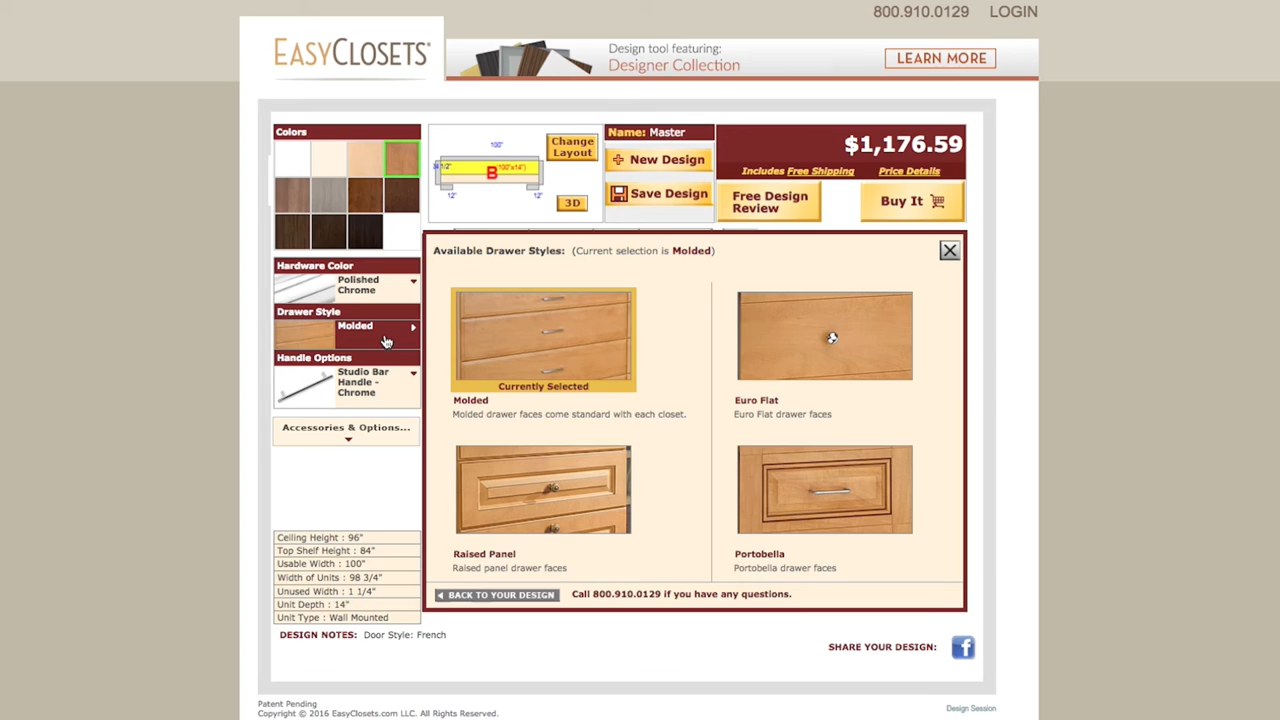 800.910.0129 LOGIN
EASYCLOSETS®
Design tool featuring:
Designer Collection
LEARN MORE
Colors
100"
Change
Layout
B (100"x14")
12" 12"
3D
Name: Master
New Design
Save Design
$1,176.59
Includes Free Shipping Price Details
Free Design
Review
Buy It
Hardware Color
Polished
Chrome
Drawer Style
Molded
Handle Options
Studio Bar
Handle -
Chrome
Accessories & Options...
Available Drawer Styles: (Current selection is Molded)
Currently Selected
Molded
Molded drawer faces come standard with each closet.
Euro Flat
Euro Flat drawer faces
Raised Panel
Raised panel drawer faces
Portobella
Portobella drawer faces
BACK TO YOUR DESIGN Call 800.910.0129 if you have any questions.
Ceiling Height : 96"
Top Shelf Height : 84"
Usable Width : 100"
Width of Units : 98 3/4"
Unused Width : 1 1/4"
Unit Depth : 14"
Unit Type : Wall Mounted
DESIGN NOTES: Door Style: French
SHARE YOUR DESIGN: f
Patent Pending
Copyright © 2016 EasyClosets.com LLC. All Rights Reserved.
Design Session